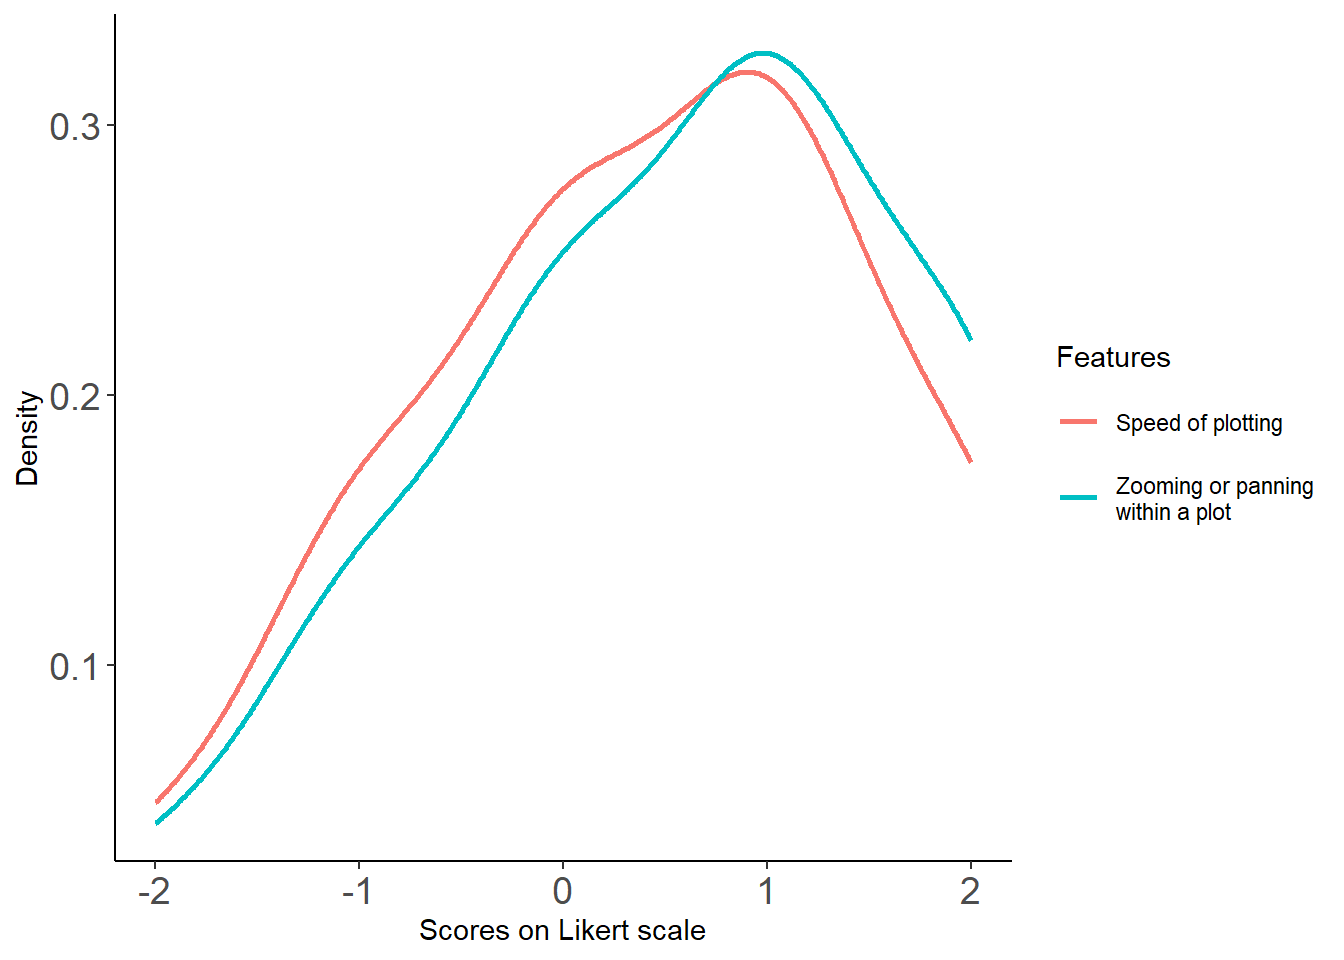 0.3
0.2
0.1
Density
-2
-1
0
1
2
Scores on Likert scale
Features
Speed of plotting
Zooming or panning
within a plot